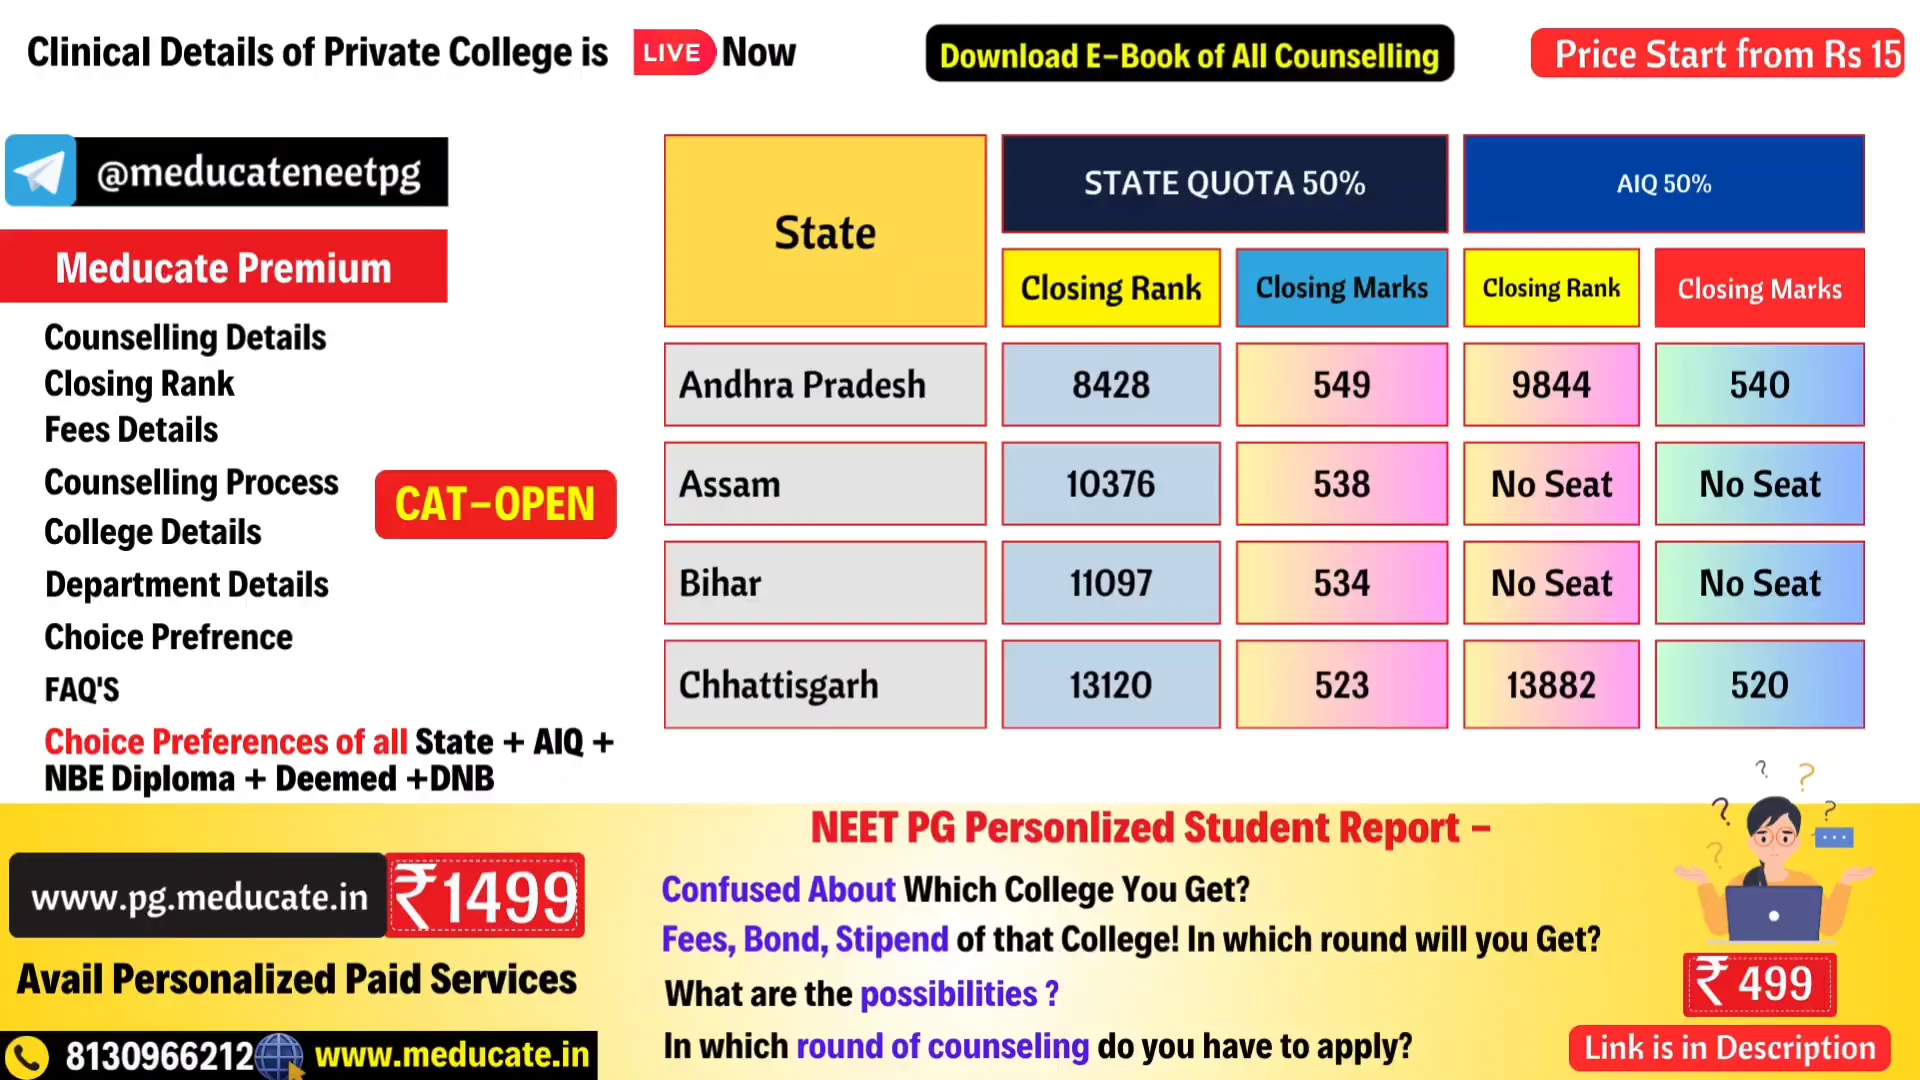 Clinical Details of Private College is LIVE Now
Download E-Book of All Counselling
Price Start from Rs 15
@meducateneetpg
Meducate Premium
Counselling Details
Closing Rank
Fees Details
Counselling Process
College Details
Department Details
Choice Prefrence
FAQ'S
Choice Preferences of all State + AIQ +
NBE Diploma + Deemed +DNB
CAT-OPEN
State STATE QUOTA 50% AIQ 50%
Closing Rank Closing Marks Closing Rank Closing Marks
Andhra Pradesh 8428 549 9844 540
Assam 10376 538 No Seat No Seat
Bihar 11097 534 No Seat No Seat
Chhattisgarh 13120 523 13882 520
www.pg.meducate.in ₹1499
Avail Personalized Paid Services
8130966212 www.meducate.in
NEET PG Personlized Student Report -
Confused About Which College You Get?
Fees, Bond, Stipend of that College! In which round will you Get?
What are the possibilities ?
In which round of counseling do you have to apply?
? ? ? ? ?
₹ 499
Link is in Description